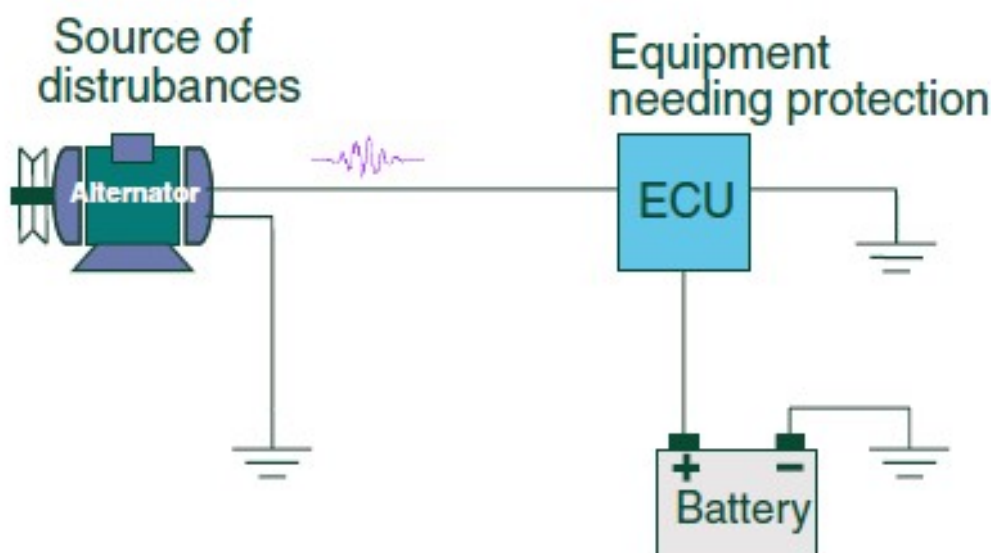 Source of
distrubances
Equipment
needing protection
Alternator
ECU
+ −
Battery